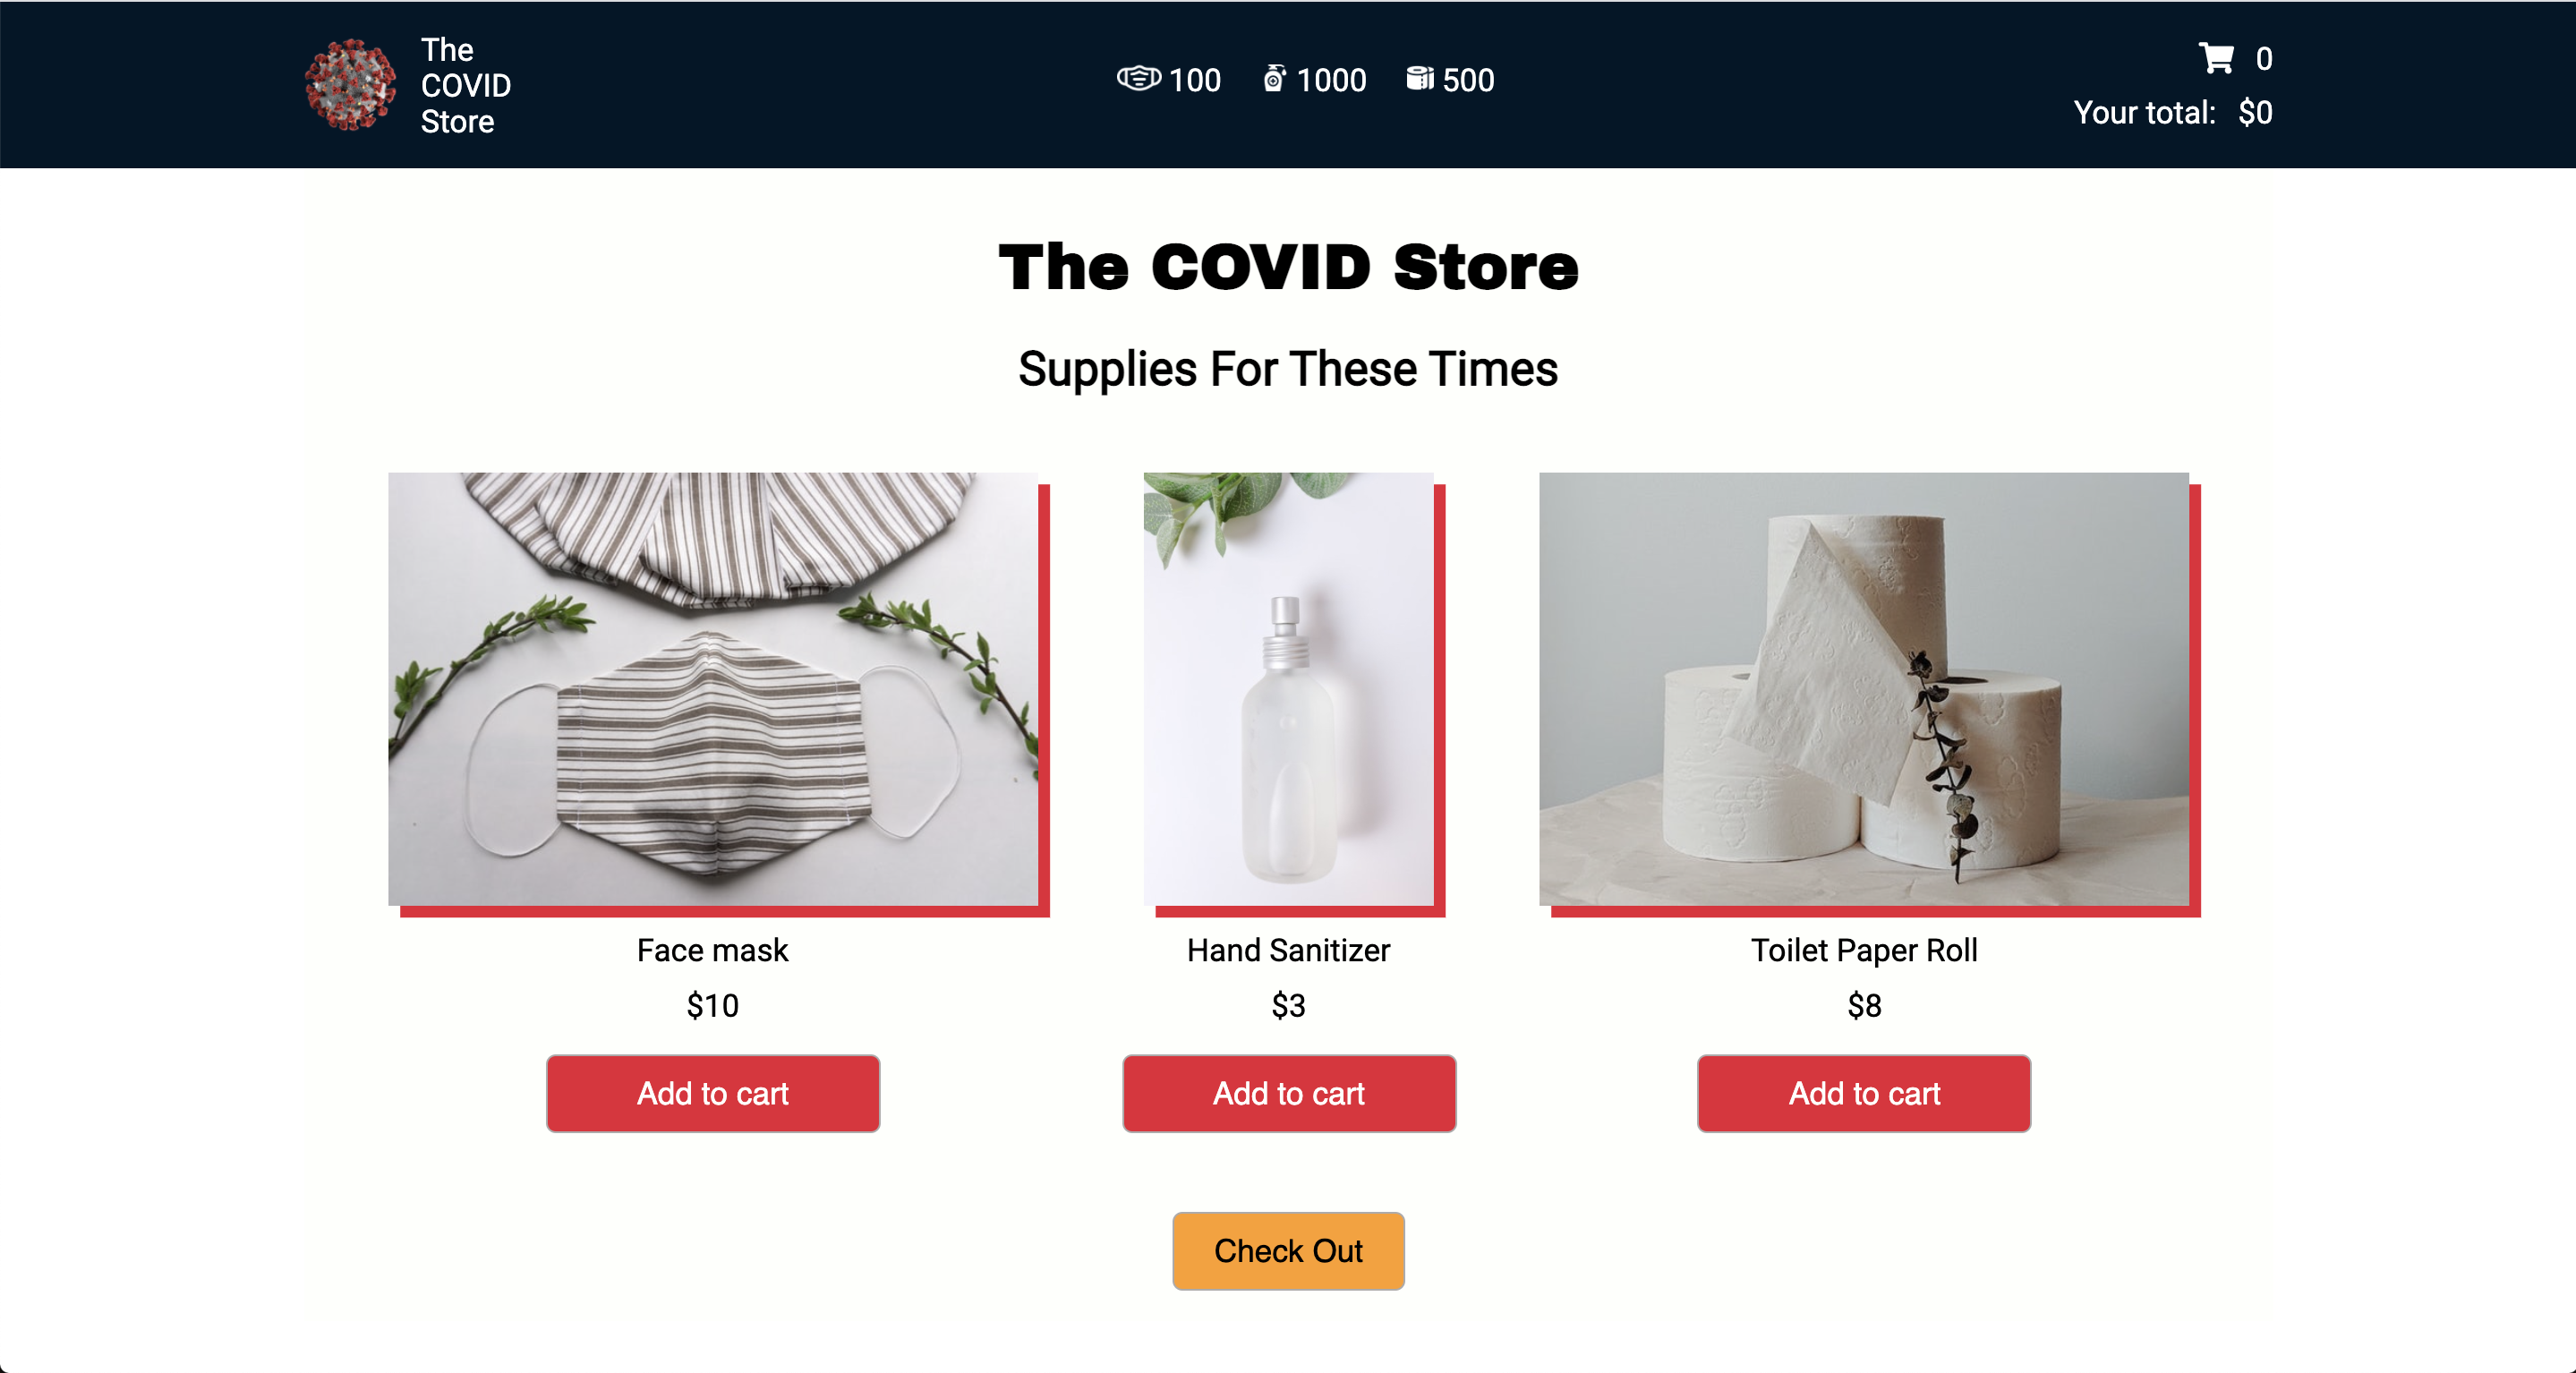 The
COVID
Store
100 1000 500
0
Your total: $0
The COVID Store
Supplies For These Times
Face mask
$10
Add to cart
Hand Sanitizer
$3
Add to cart
Toilet Paper Roll
$8
Add to cart
Check Out